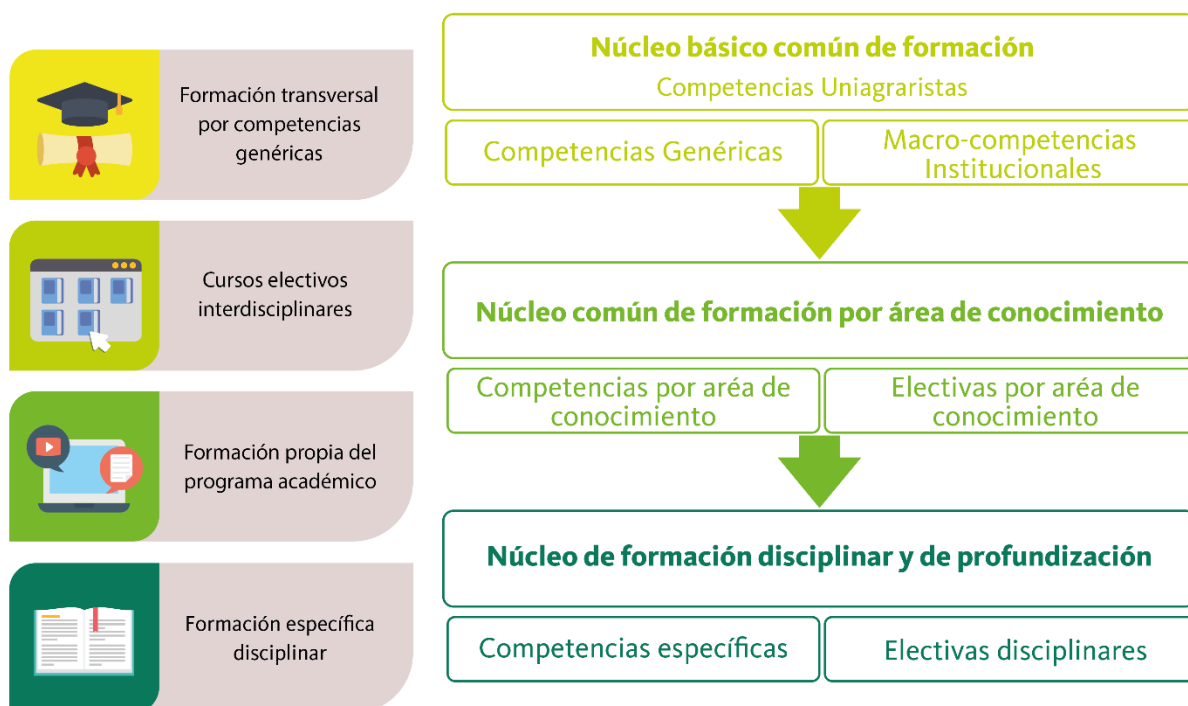 Formación transversal
por competencias
genéricas
Cursos electivos
interdisciplinares
Formación propia del
programa académico
Formación específica
disciplinar
Núcleo básico común de formación
Competencias Uniagraristas
Competencias Genéricas
Macro-competencias
Institucionales
Núcleo común de formación por área de conocimiento
Competencias por aréa de
conocimiento
Electivas por aréa de
conocimiento
Núcleo de formación disciplinar y de profundización
Competencias específicas
Electivas disciplinares